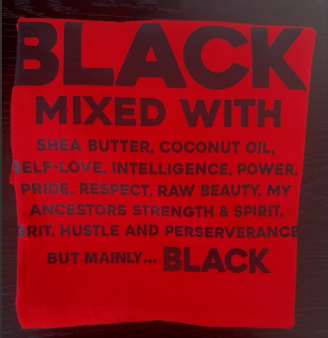 BLACK
MIXED WITH
SHEA BUTTER, COCONUT OIL,
SELF-LOVE, INTELLIGENCE, POWER,
PRIDE. RESPECT, RAW BEAUTY, MY
ANCESTORS STRENGTH & SPIRIT.
GRIT, HUSTLE AND PERSERVERANCE
BUT MAINLY... BLACK